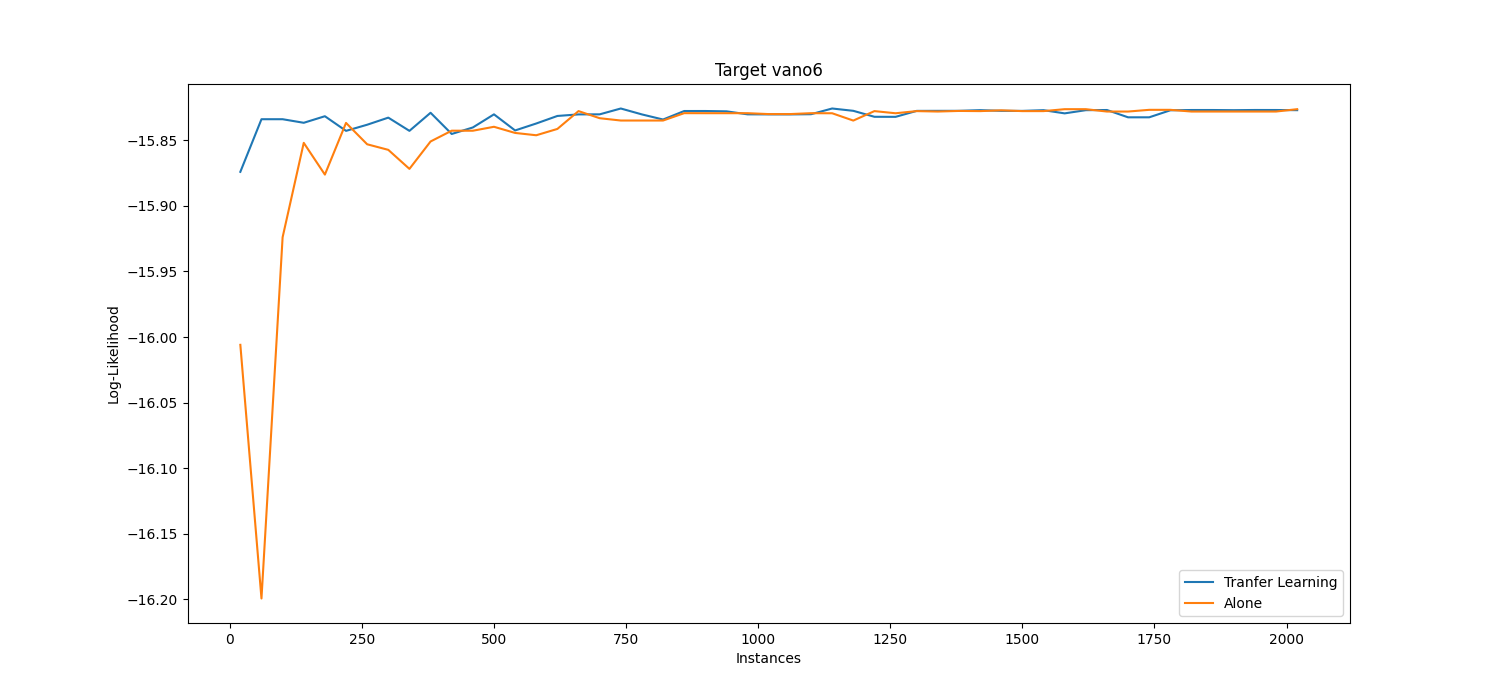 Target vano6
Log-Likelihood
−15.85
−15.90
−15.95
−16.00
−16.05
−16.10
−16.15
−16.20
Tranfer Learning
Alone
0 250 500 750 1000 1250 1500 1750 2000
Instances